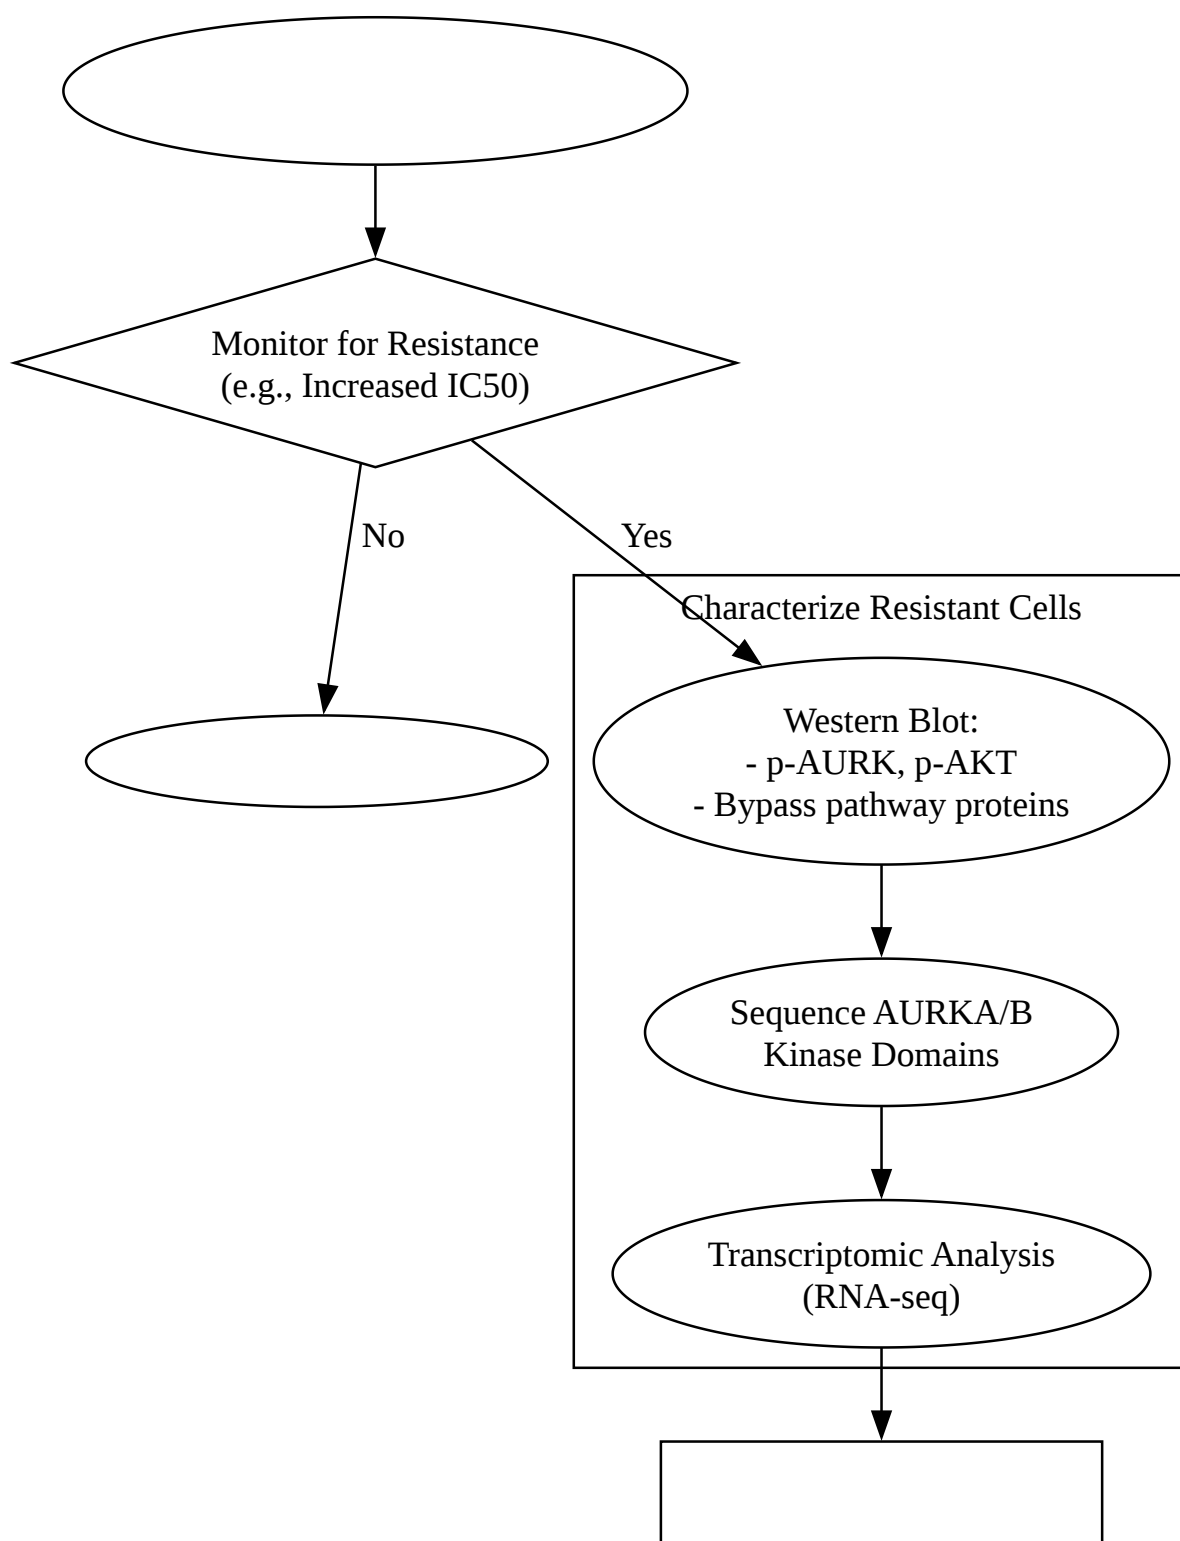 Monitor for Resistance
(e.g., Increased IC50)
No
Yes
Characterize Resistant Cells
Western Blot:
- p-AURK, p-AKT
- Bypass pathway proteins
Sequence AURKA/B
Kinase Domains
Transcriptomic Analysis
(RNA-seq)